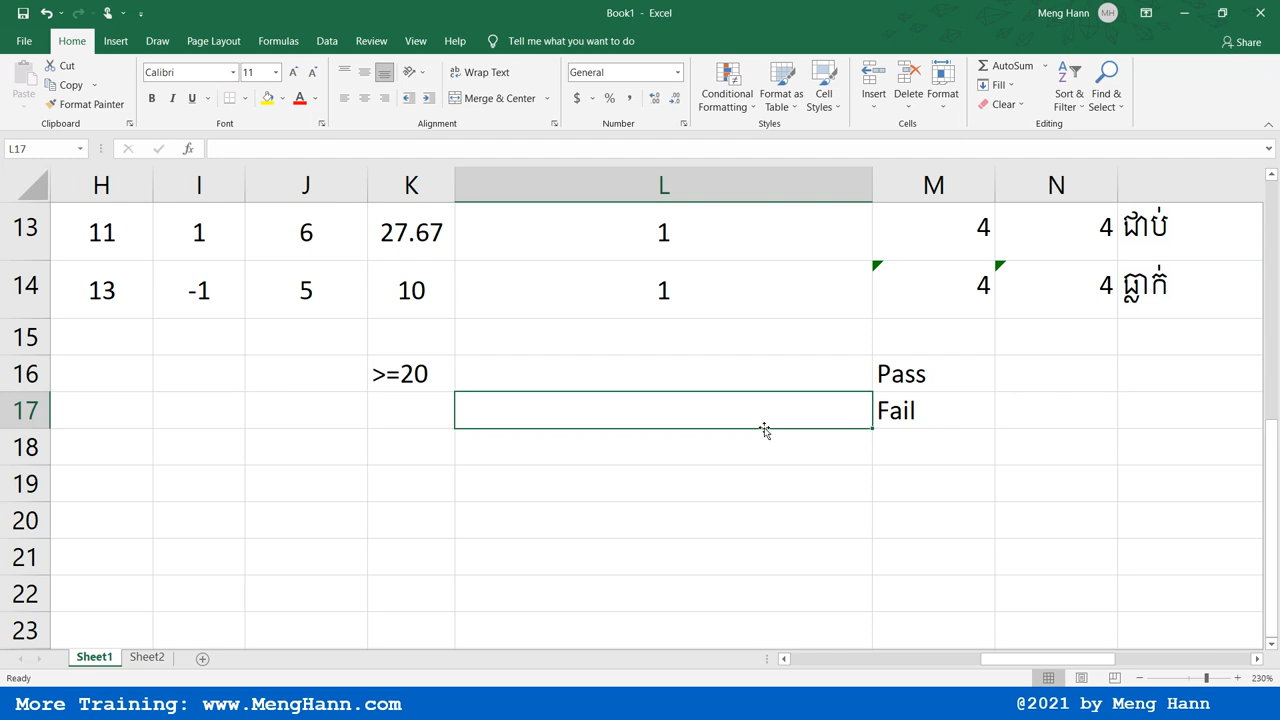 Book1 - Excel
Meng Hann MH
File Home Insert Draw Page Layout Formulas Data Review View Help Tell me what you want to do Share
Paste
Cut
Copy
Format Painter
Clipboard
Calibri 11
B I U
Font
Wrap Text
Merge & Center
Alignment
General
$ % ,
Number
Conditional Formatting
Format as Table
Cell Styles
Styles
Insert Delete Format
Cells
AutoSum
Fill
Clear
Sort & Filter
Find & Select
Editing
L17 fx
H I J K L M N
13 11 1 6 27.67 1 4 4 ជាប់
14 13 -1 5 10 1 4 4 ធ្លាក់
15
16 >=20 Pass
17 Fail
18
19
20
21
22
23
Sheet1 Sheet2
Ready 230%
More Training: www.MengHann.com @2021 by Meng Hann